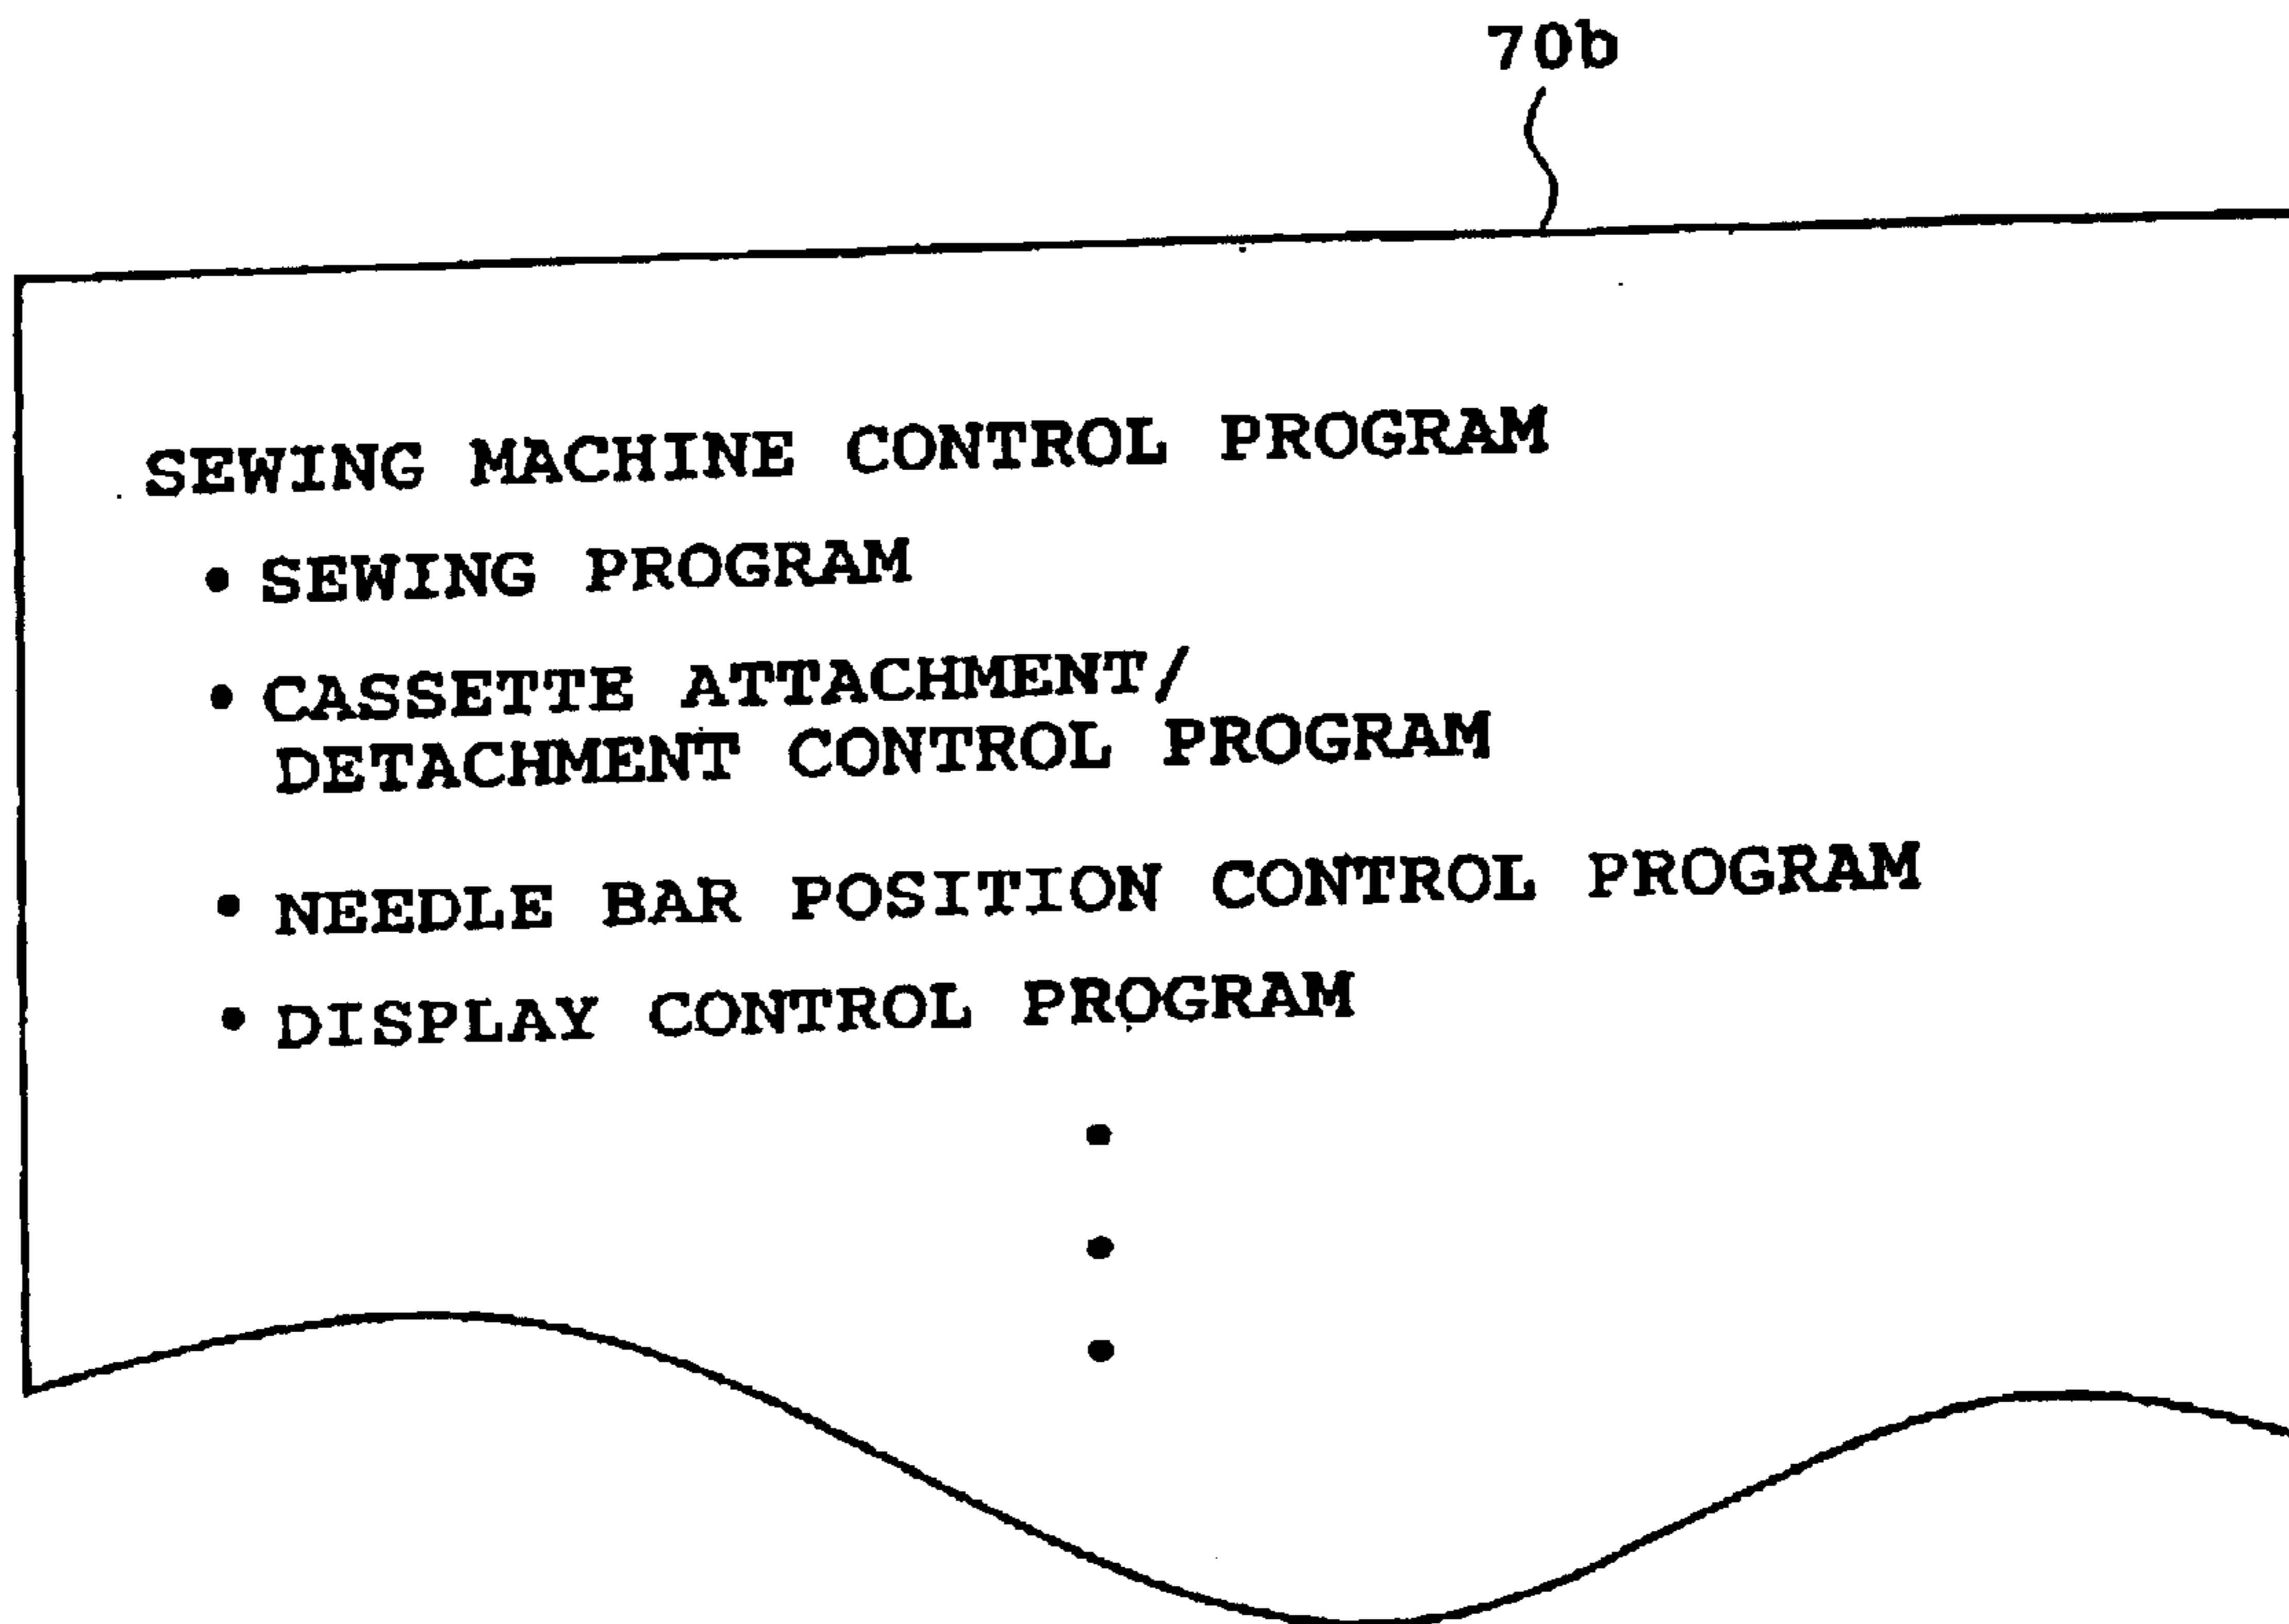 70b
SEWING MACHINE CONTROL PROGRAM
• SEWING PROGRAM
• CASSETTE ATTACHMENT/
DETACHMENT CONTROL PROGRAM
• NEEDLE BAR POSITION CONTROL PROGRAM
• DISPLAY CONTROL PROGRAM